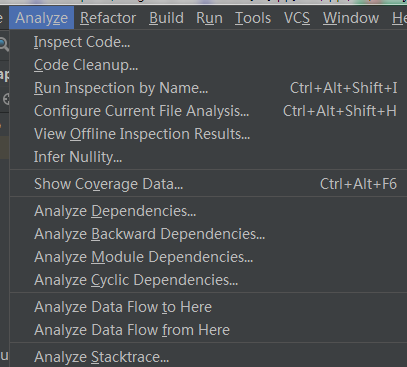 Analyze Refactor Build Run Tools VCS Window He
Inspect Code...
Code Cleanup...
Run Inspection by Name... Ctrl+Alt+Shift+I
Configure Current File Analysis... Ctrl+Alt+Shift+H
View Offline Inspection Results...
Infer Nullity...
Show Coverage Data... Ctrl+Alt+F6
Analyze Dependencies...
Analyze Backward Dependencies...
Analyze Module Dependencies...
Analyze Cyclic Dependencies...
Analyze Data Flow to Here
Analyze Data Flow from Here
Analyze Stacktrace...